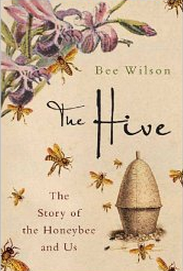 Bee Wilson
The Hive
The
Story of
the Honeybee
and Us